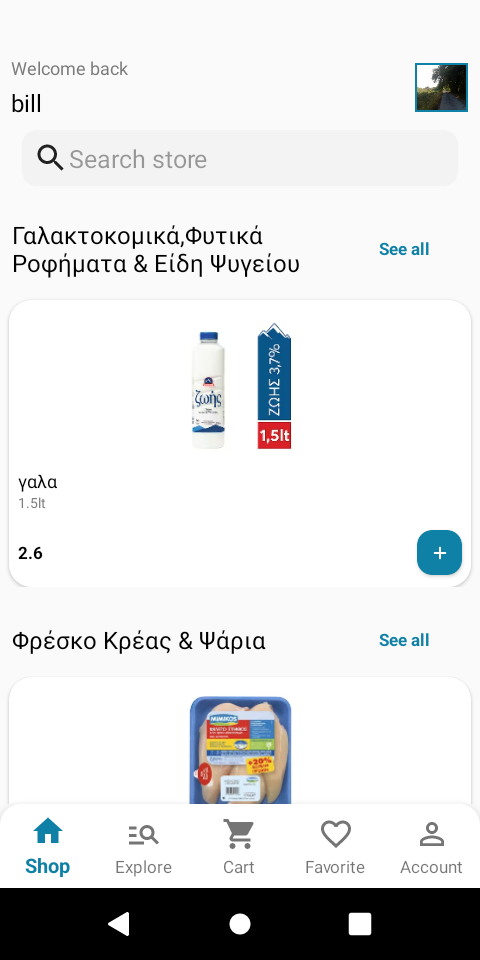 Welcome back
bill
Search store
Γαλακτοκομικά,Φυτικά
Ροφήματα & Είδη Ψυγείου
See all
ζωής
ΖΩΗΣ 3,7%
1,5lt
γαλα
1.5lt
2.6
+
Φρέσκο Κρέας & Ψάρια
See all
ΜΙΜΙΚΟΣ
+20%
Shop
Explore
Cart
Favorite
Account